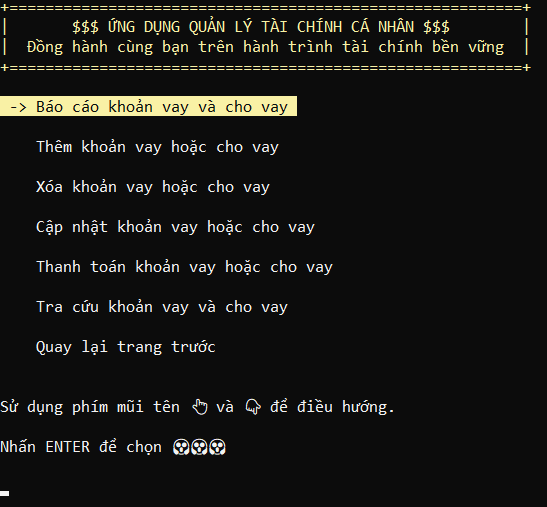 +=========================================================+
|       $$$ ỨNG DỤNG QUẢN LÝ TÀI CHÍNH CÁ NHÂN $$$        |
|  Đồng hành cùng bạn trên hành trình tài chính bền vững  |
+=========================================================+
-> Báo cáo khoản vay và cho vay
Thêm khoản vay hoặc cho vay
Xóa khoản vay hoặc cho vay
Cập nhật khoản vay hoặc cho vay
Thanh toán khoản vay hoặc cho vay
Tra cứu khoản vay và cho vay
Quay lại trang trước
Sử dụng phím mũi tên 👆 và 👇 để điều hướng.
Nhấn ENTER để chọn 💀💀💀